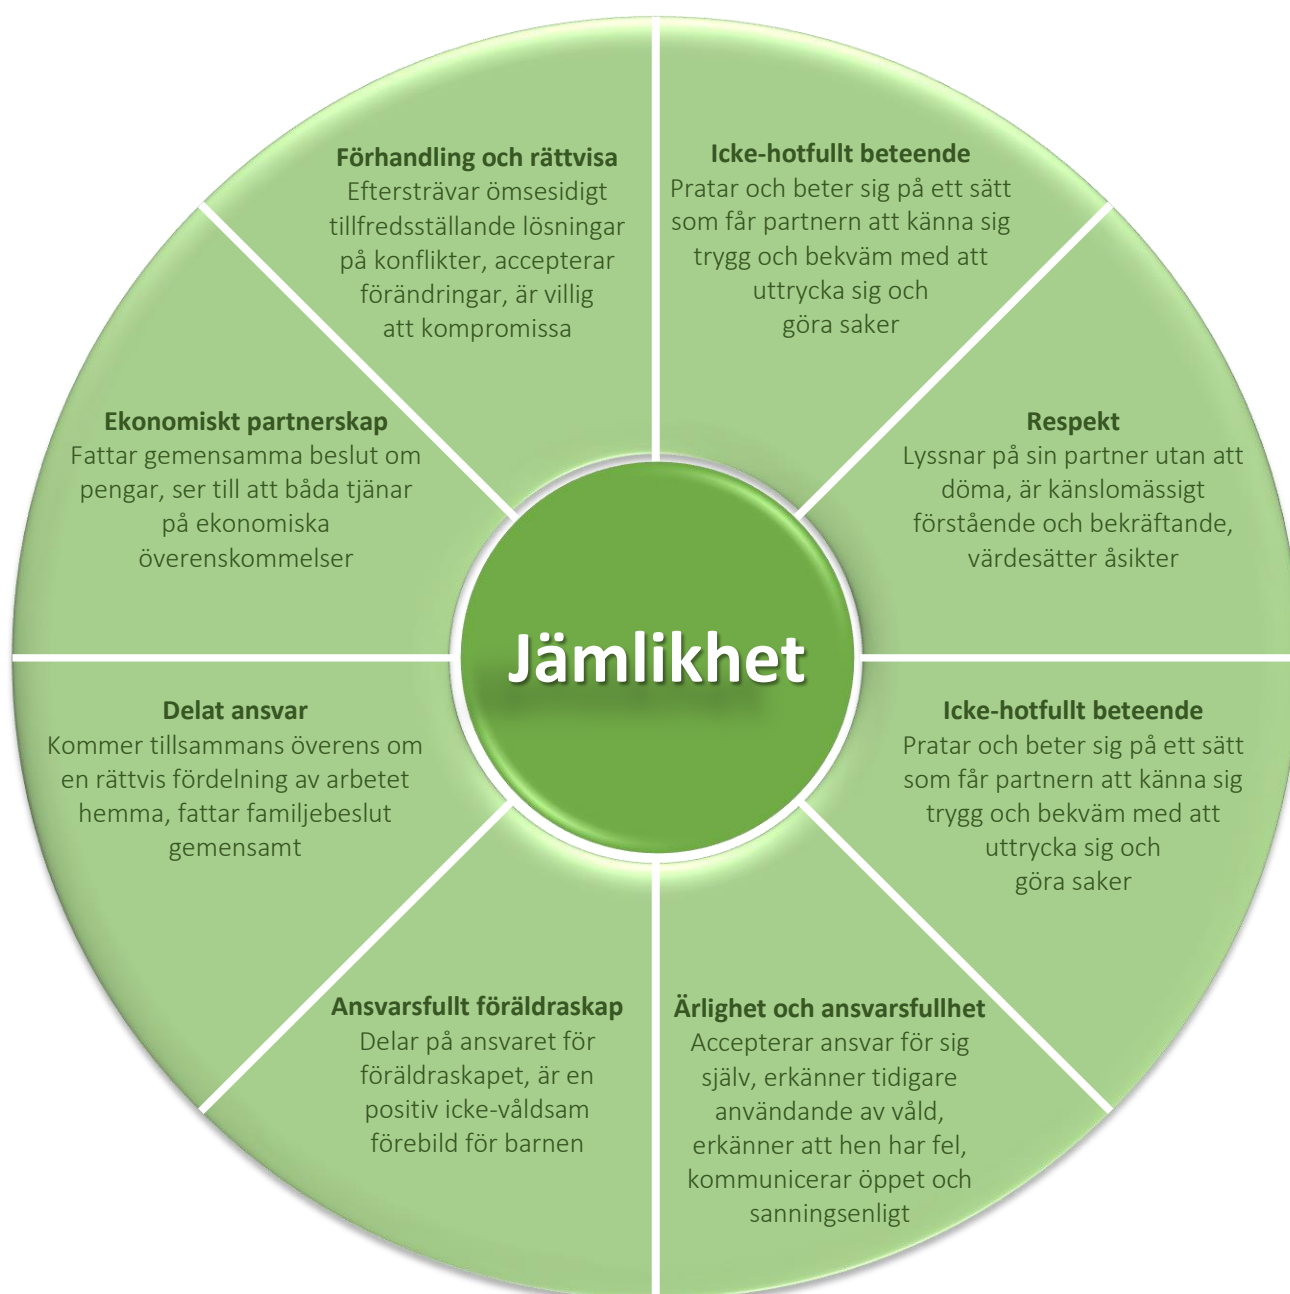 Förhandling och rättvisa
Eftersträvar ömsesidigt
tillfredsställande lösningar
på konflikter, accepterar
förändringar, är villig
att kompromissa
Icke-hotfullt beteende
Pratar och beter sig på ett sätt
som får partnern att känna sig
trygg och bekväm med att
uttrycka sig och
göra saker
Ekonomiskt partnerskap
Fattar gemensamma beslut om
pengar, ser till att båda tjänar
på ekonomiska
överenskommelser
Respekt
Lyssnar på sin partner utan att
döma, är känslomässigt
förstående och bekräftande,
värdesätter åsikter
Jämlikhet
Delat ansvar
Kommer tillsammans överens om
en rättvis fördelning av arbetet
hemma, fattar familjebeslut
gemensamt
Icke-hotfullt beteende
Pratar och beter sig på ett sätt
som får partnern att känna sig
trygg och bekväm med att
uttrycka sig och
göra saker
Ansvarsfullt föräldraskap
Delar på ansvaret för
föräldraskapet, är en
positiv icke-våldsam
förebild för barnen
Ärlighet och ansvarsfullhet
Accepterar ansvar för sig
själv, erkänner tidigare
användande av våld,
erkänner att hen har fel,
kommunicerar öppet och
sanningsenligt